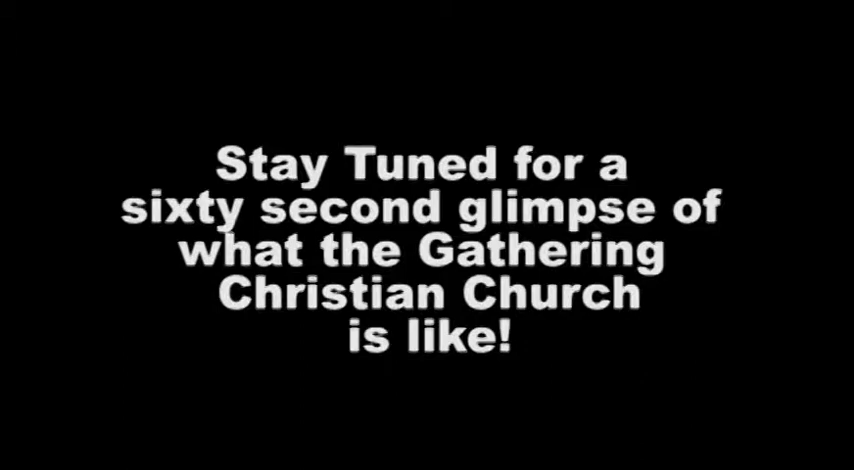 Stay Tuned for a
sixty second glimpse of
what the Gathering
Christian Church
is like!